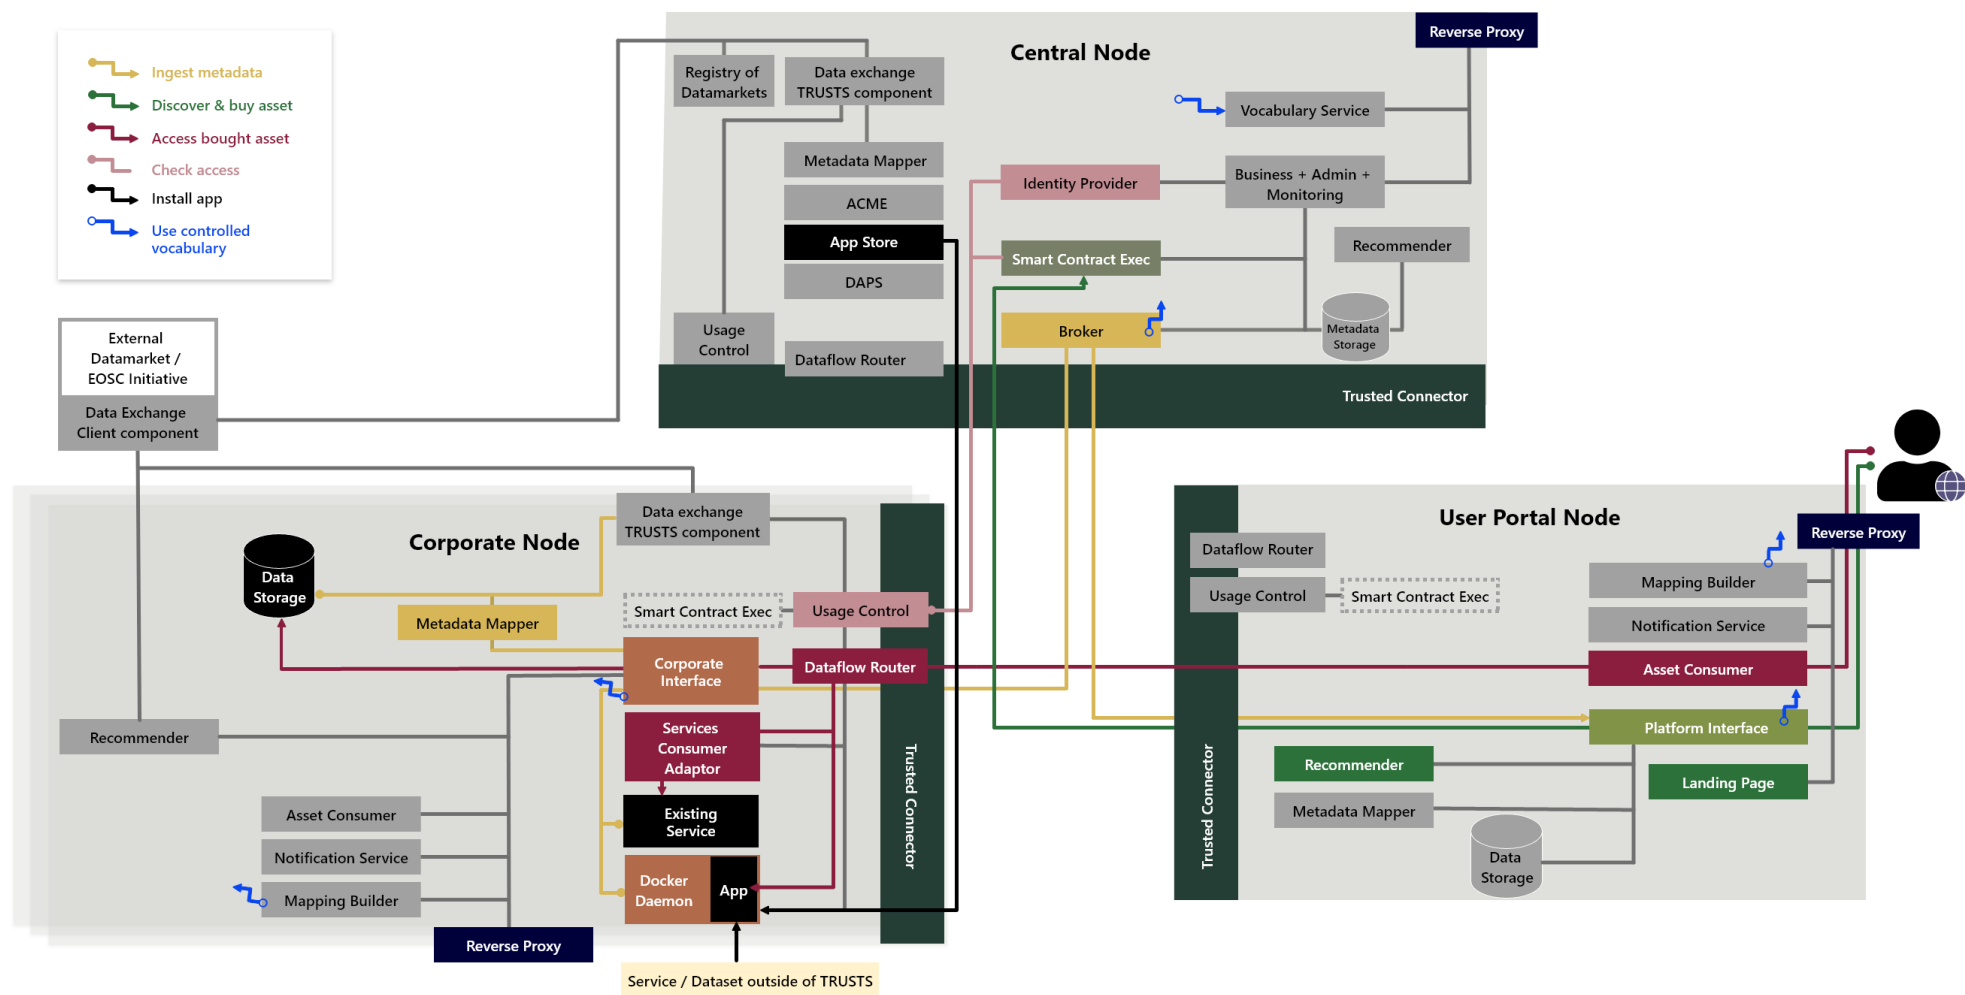 Ingest metadata
Discover & buy asset
Access bought asset
Check access
Install app
Use controlled
vocabulary
External
Datamarket /
EOSC Initiative
Data Exchange
Client component
Central Node
Reverse Proxy
Registry of
Datamarkets
Data exchange
TRUSTS component
Vocabulary Service
Metadata Mapper
Identity Provider
Business + Admin +
Monitoring
ACME
App Store
Smart Contract Exec
Recommender
DAPS
Usage
Control
Dataflow Router
Broker
Metadata
Storage
Trusted Connector
Corporate Node
Data exchange
TRUSTS component
Data
Storage
Metadata Mapper
Smart Contract Exec
Usage Control
Corporate
Interface
Dataflow Router
Recommender
Services
Consumer
Adaptor
Trusted Connector
Asset Consumer
Existing
Service
Notification Service
Mapping Builder
Docker
Daemon
App
Reverse Proxy
Service / Dataset outside of TRUSTS
User Portal Node
Reverse Proxy
Dataflow Router
Usage Control
Smart Contract Exec
Mapping Builder
Notification Service
Asset Consumer
Platform Interface
Recommender
Landing Page
Metadata Mapper
Data
Storage
Trusted Connector